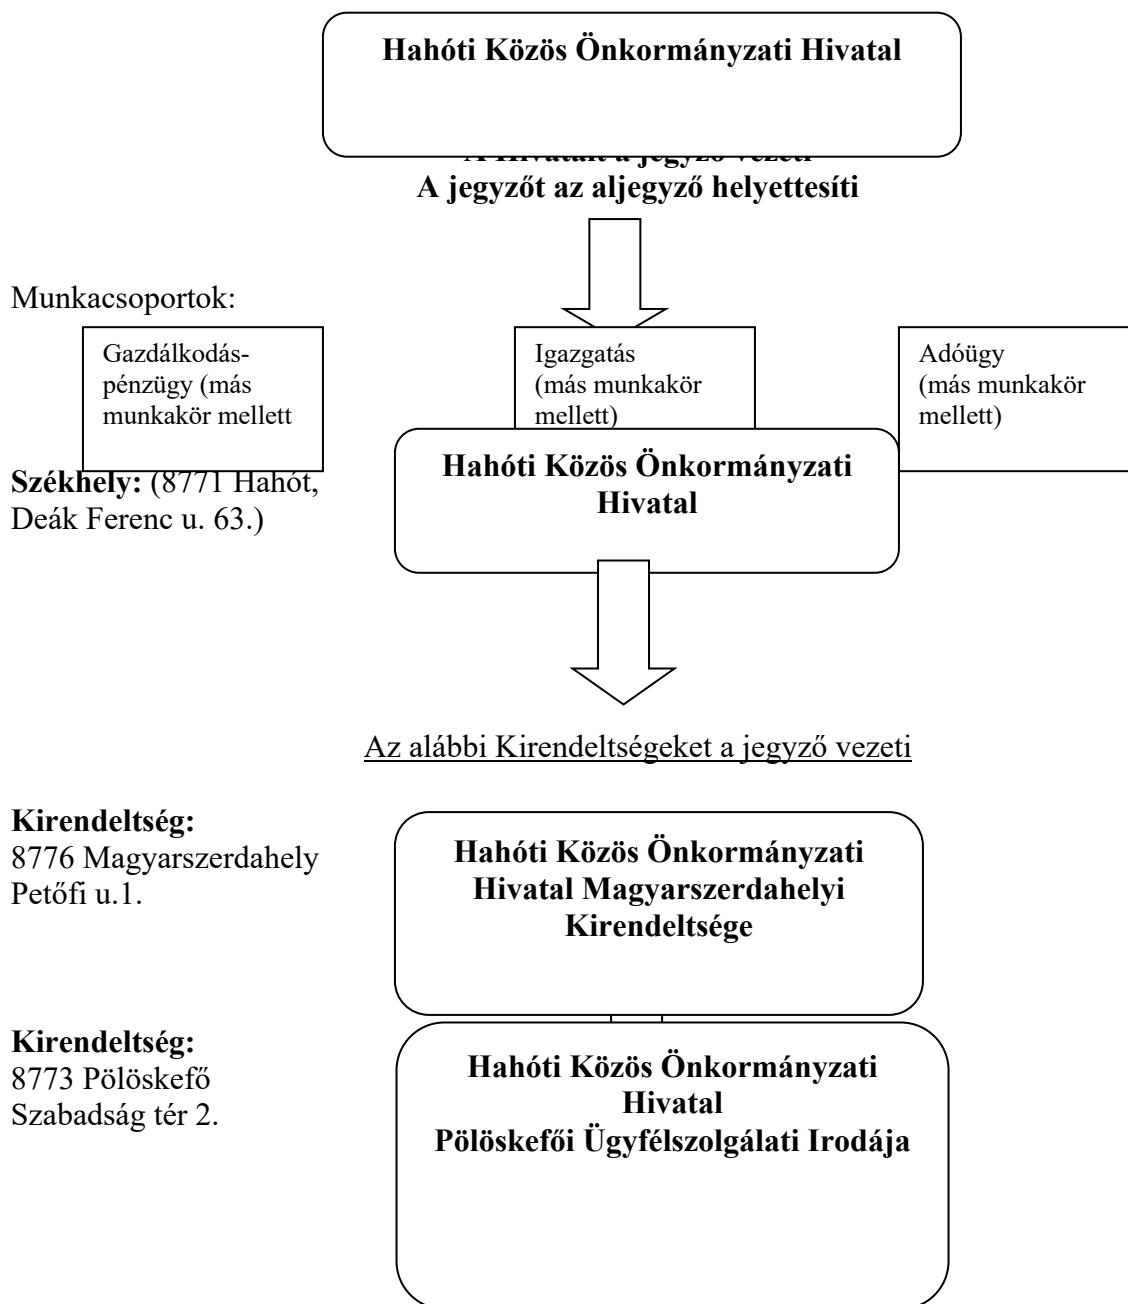 Hahóti Közös Önkormányzati Hivatal
A Hivatalt a jegyző vezeti
A jegyzőt az aljegyző helyettesíti
Munkacsoportok:
Gazdálkodás-
pénzügy (más
munkakör mellett
Igazgatás
(más munkakör
mellett)
Adóügy
(más munkakör
mellett)
Székhely: (8771 Hahót,
Deák Ferenc u. 63.)
Hahóti Közös Önkormányzati
Hivatal
Az alábbi Kirendeltségeket a jegyző vezeti
Kirendeltség:
8776 Magyarszerdahely
Petőfi u.1.
Hahóti Közös Önkormányzati
Hivatal Magyarszerdahelyi
Kirendeltsége
Kirendeltség:
8773 Pölöskefő
Szabadság tér 2.
Hahóti Közös Önkormányzati
Hivatal
Pölöskefői Ügyfélszolgálati Irodája